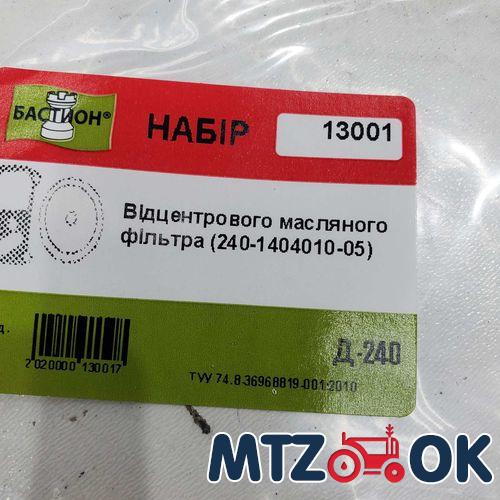 БАСТИОН®
НАБІР
13001
Відцентрового масляного
фільтра (240-1404010-05)
д.
2 020000 130017
Д-240
ТУУ 74.8-36968819-001:2010
MTZ OK